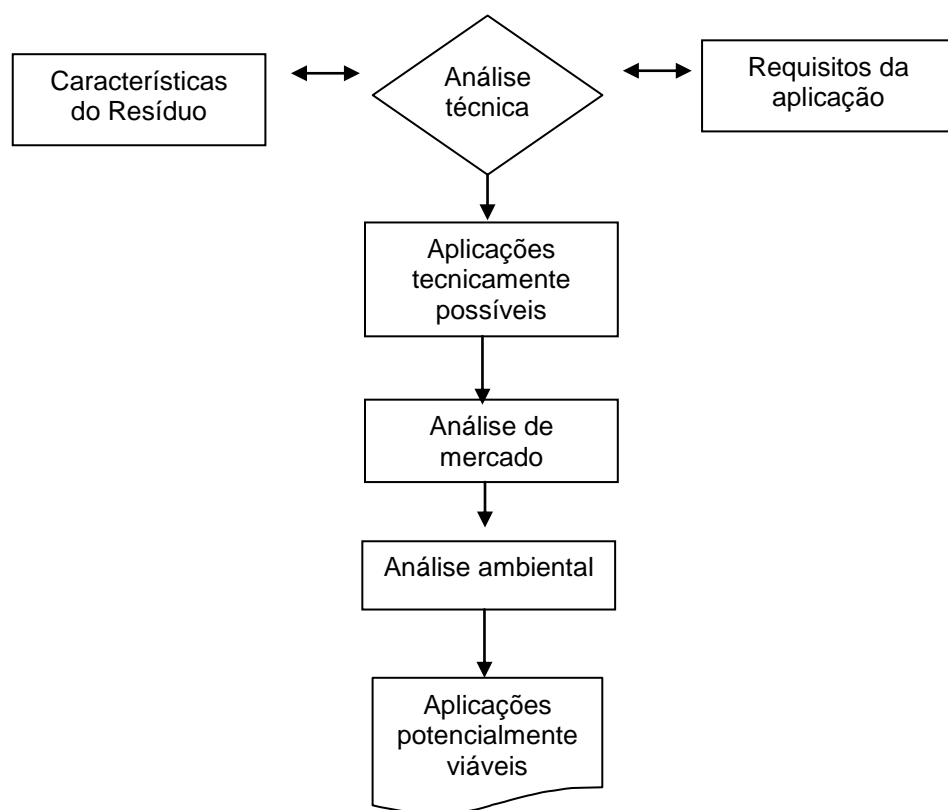 Características
do Resíduo
Análise
técnica
Requisitos da
aplicação
Aplicações
tecnicamente
possíveis
Análise de
mercado
Análise ambiental
Aplicações
potencialmente
viáveis